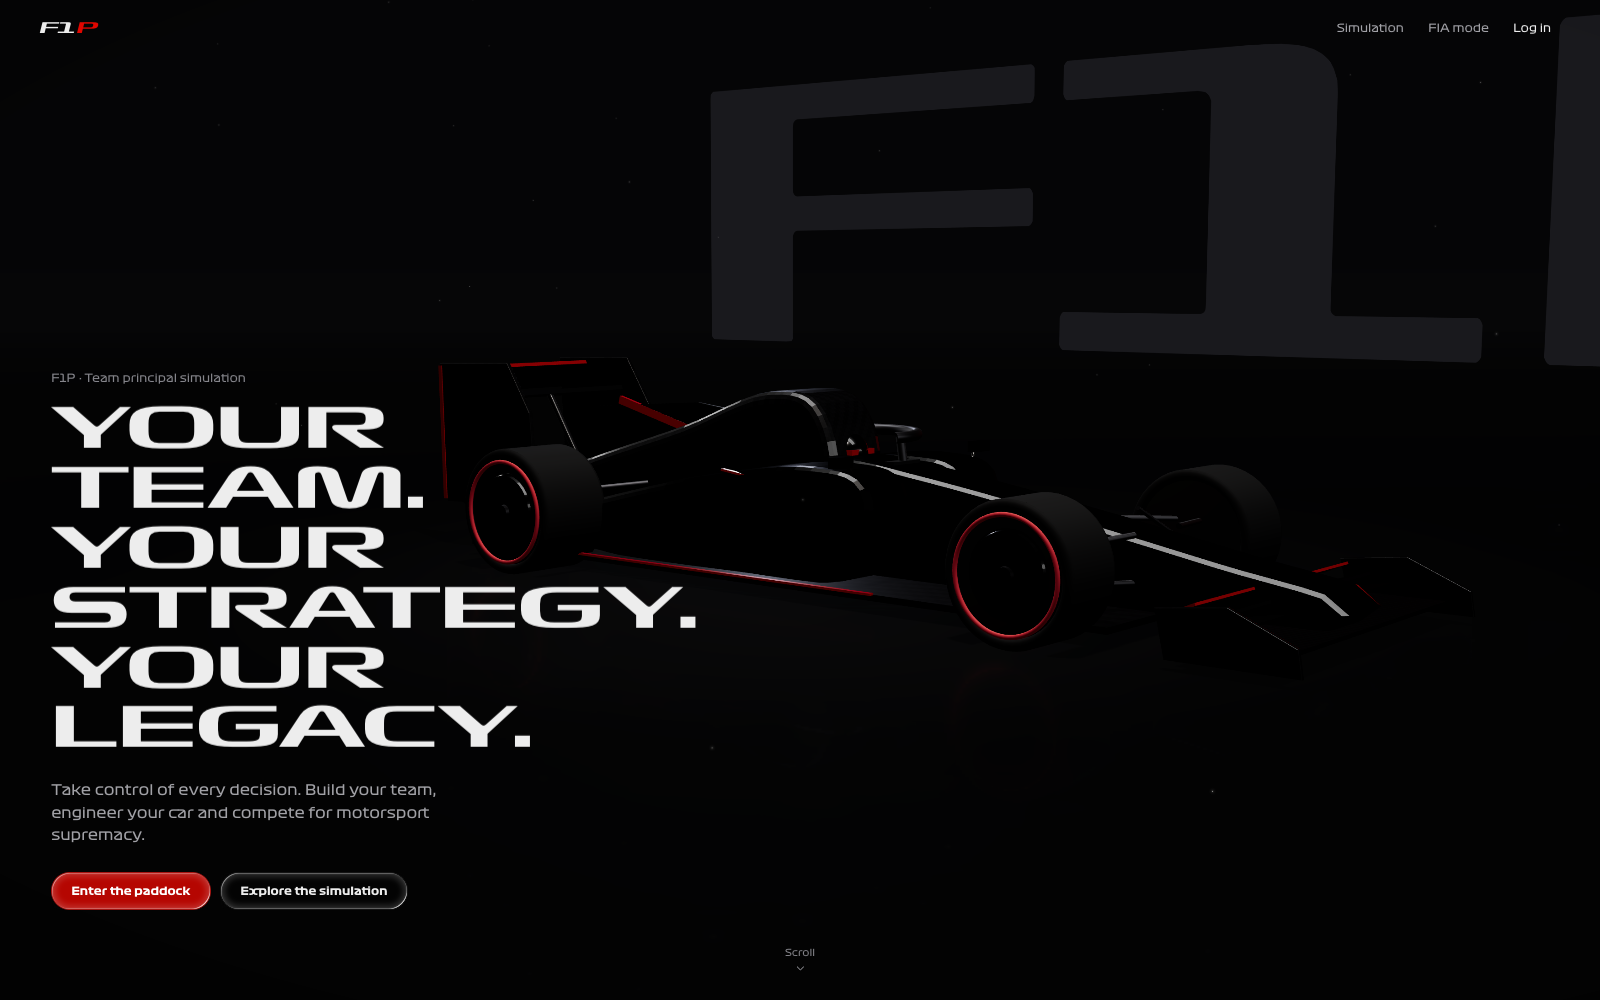 F1P
Simulation
FIA mode
Log in
F1
F1P · Team principal simulation
YOUR
TEAM.
YOUR
STRATEGY.
YOUR
LEGACY.
Take control of every decision. Build your team,
engineer your car and compete for motorsport
supremacy.
Enter the paddock
Explore the simulation
Scroll